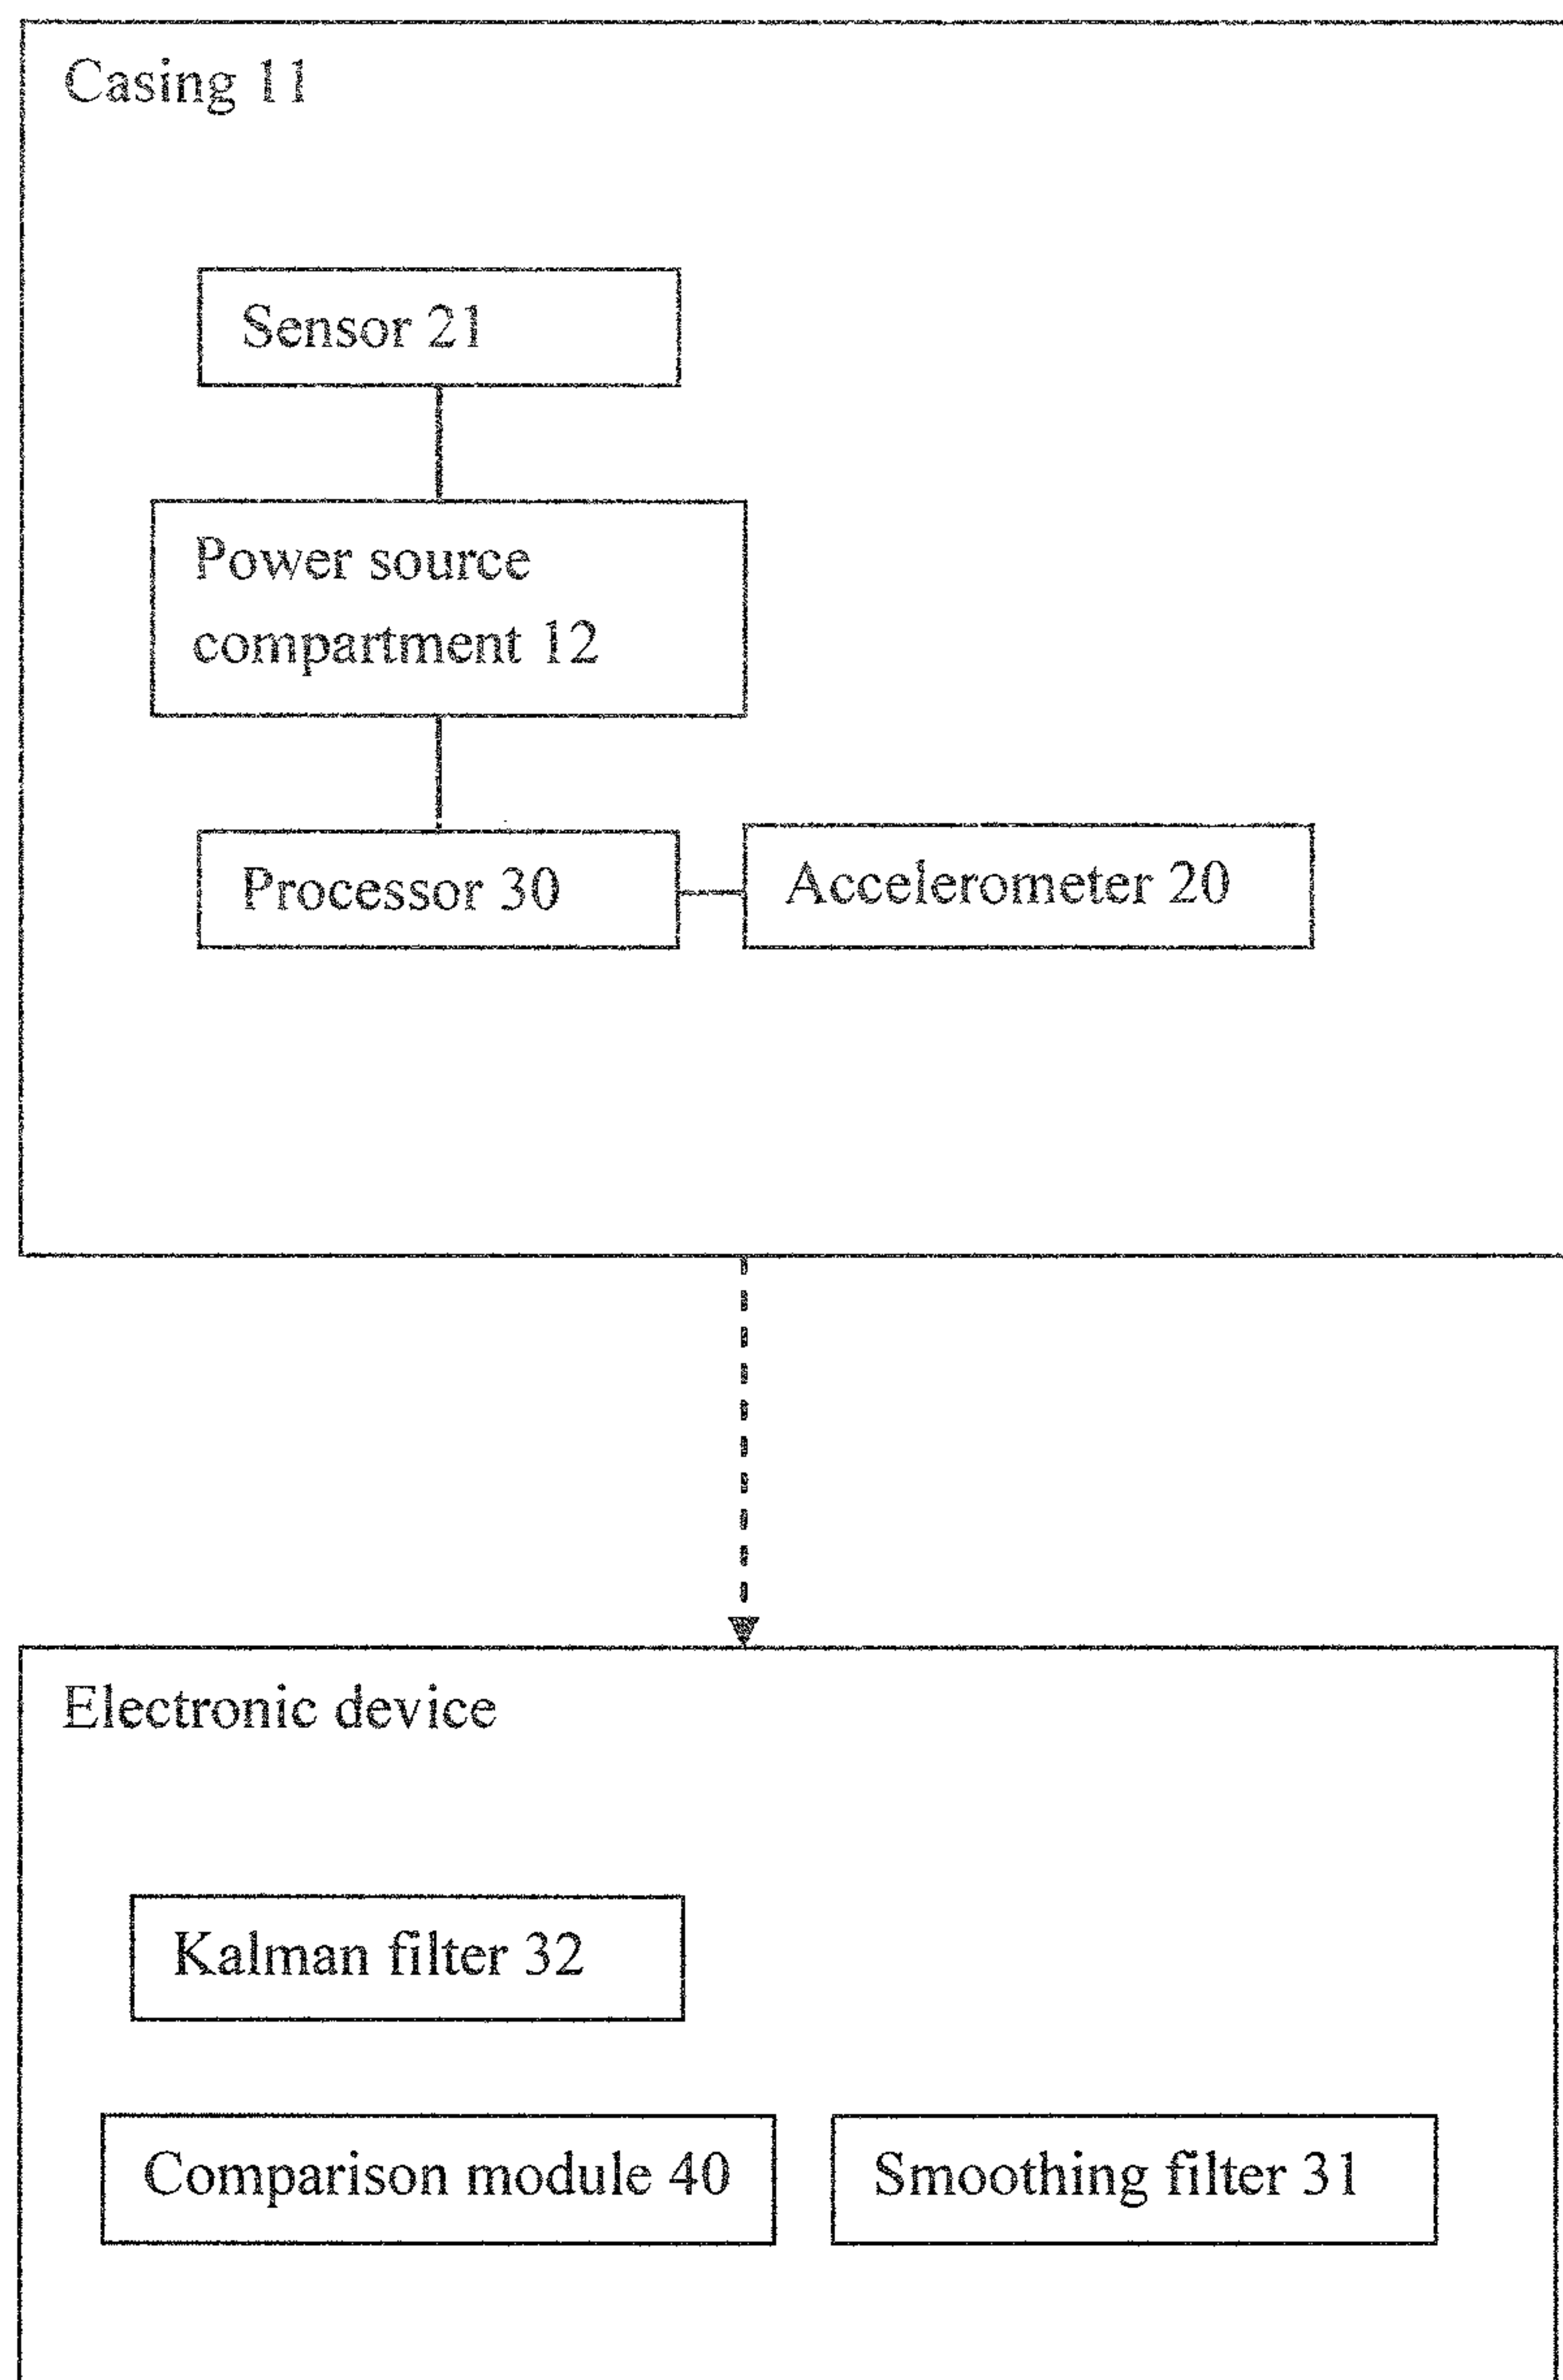 Casing 11
Sensor 21
Power source
compartment 12
Processor 30
Accelerometer 20
Electronic device
Kalman filter 32
Comparison module 40
Smoothing filter 31